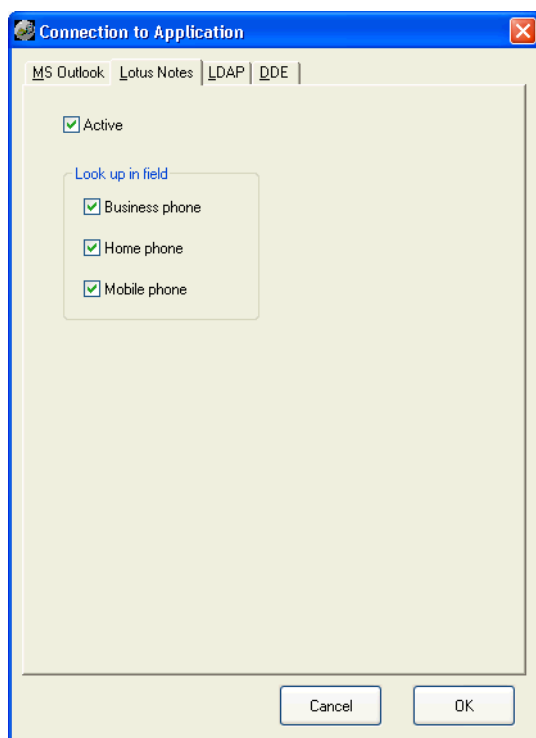 Connection to Application
MS Outlook Lotus Notes LDAP DDE
Active
Look up in field
Business phone
Home phone
Mobile phone
Cancel OK